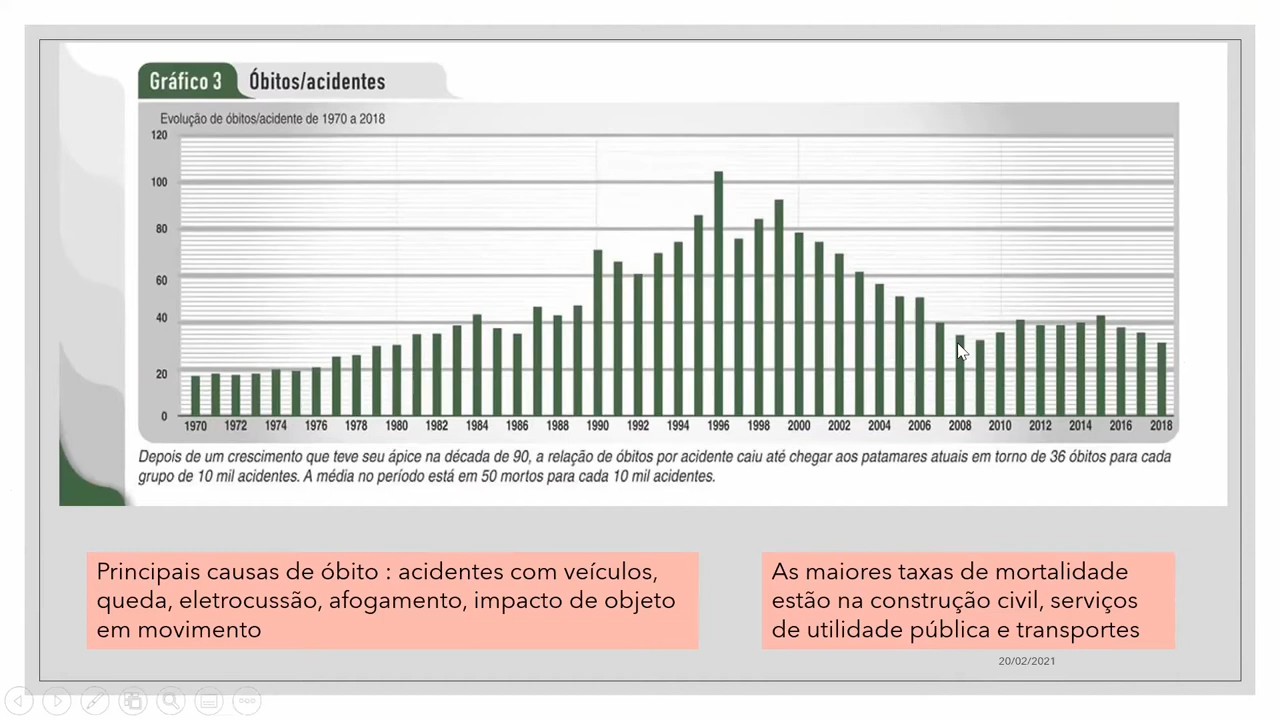 Gráfico 3 Óbitos/acidentes
Evolução de óbitos/acidente de 1970 a 2018
120
100
80
60
40
20
0
1970 1972 1974 1976 1978 1980 1982 1984 1986 1988 1990 1992 1994 1996 1998 2000 2002 2004 2006 2008 2010 2012 2014 2016 2018
Depois de um crescimento que teve seu ápice na década de 90, a relação de óbitos por acidente caiu até chegar aos patamares atuais em torno de 36 óbitos para cada
grupo de 10 mil acidentes. A média no período está em 50 mortos para cada 10 mil acidentes.
Principais causas de óbito : acidentes com veículos,
queda, eletrocussão, afogamento, impacto de objeto
em movimento
As maiores taxas de mortalidade
estão na construção civil, serviços
de utilidade pública e transportes
20/02/2021